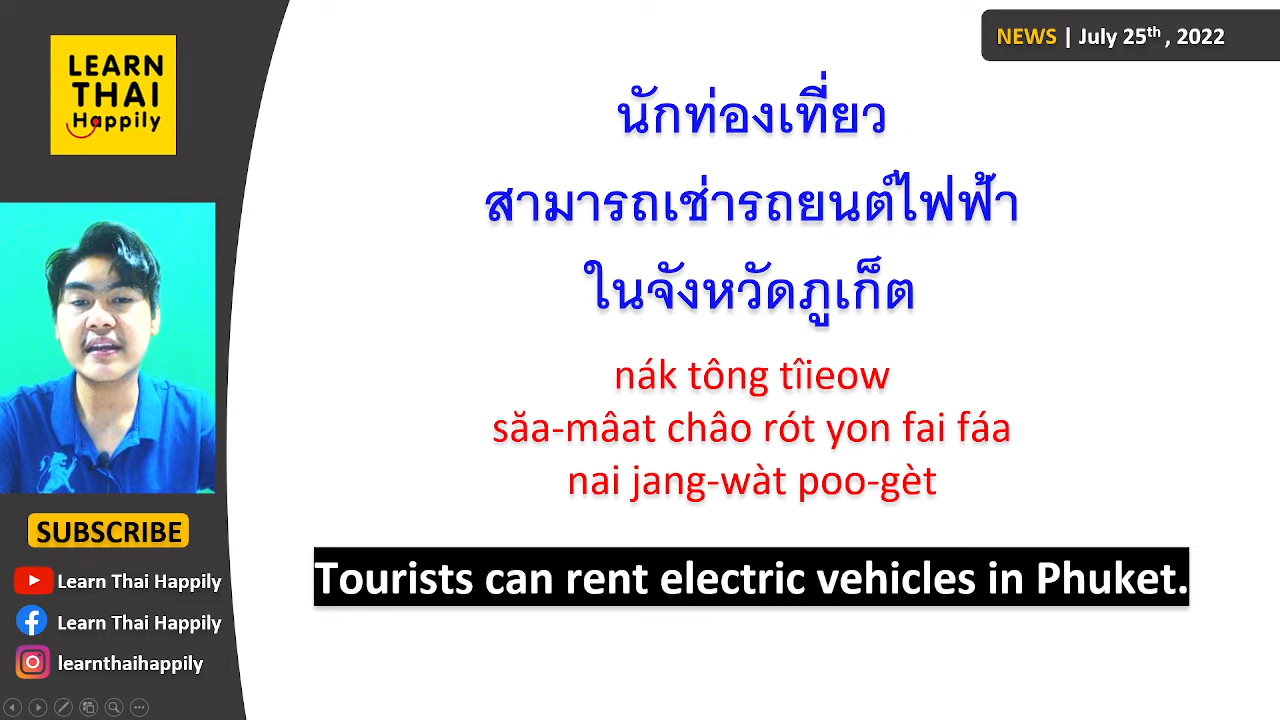 LEARN
THAI
Happily
NEWS | July 25th , 2022
นักท่องเที่ยว
สามารถเช่ารถยนต์ไฟฟ้า
ในจังหวัดภูเก็ต
nák tông tîieow
săa-mâat châo rót yon fai fáa
nai jang-wàt poo-gèt
Tourists can rent electric vehicles in Phuket.
SUBSCRIBE
Learn Thai Happily
Learn Thai Happily
learnthaihappily